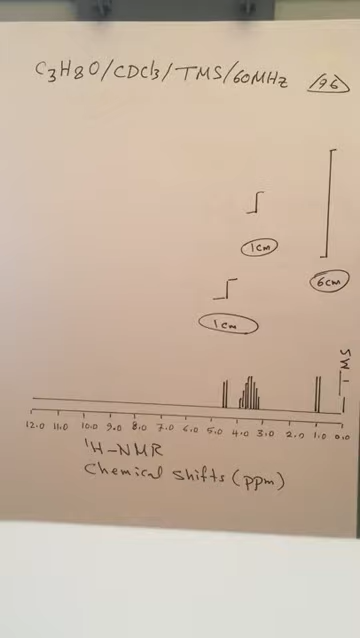 C3H8O/CDCl3/TMS/60MHz 196
1cm
6cm
1cm
12.0 11.0 10.0 9.0 8.0 7.0 6.0 5.0 4.0 3.0 2.0 1.0 0.0
1H-NMR
Chemical Shifts (ppm)